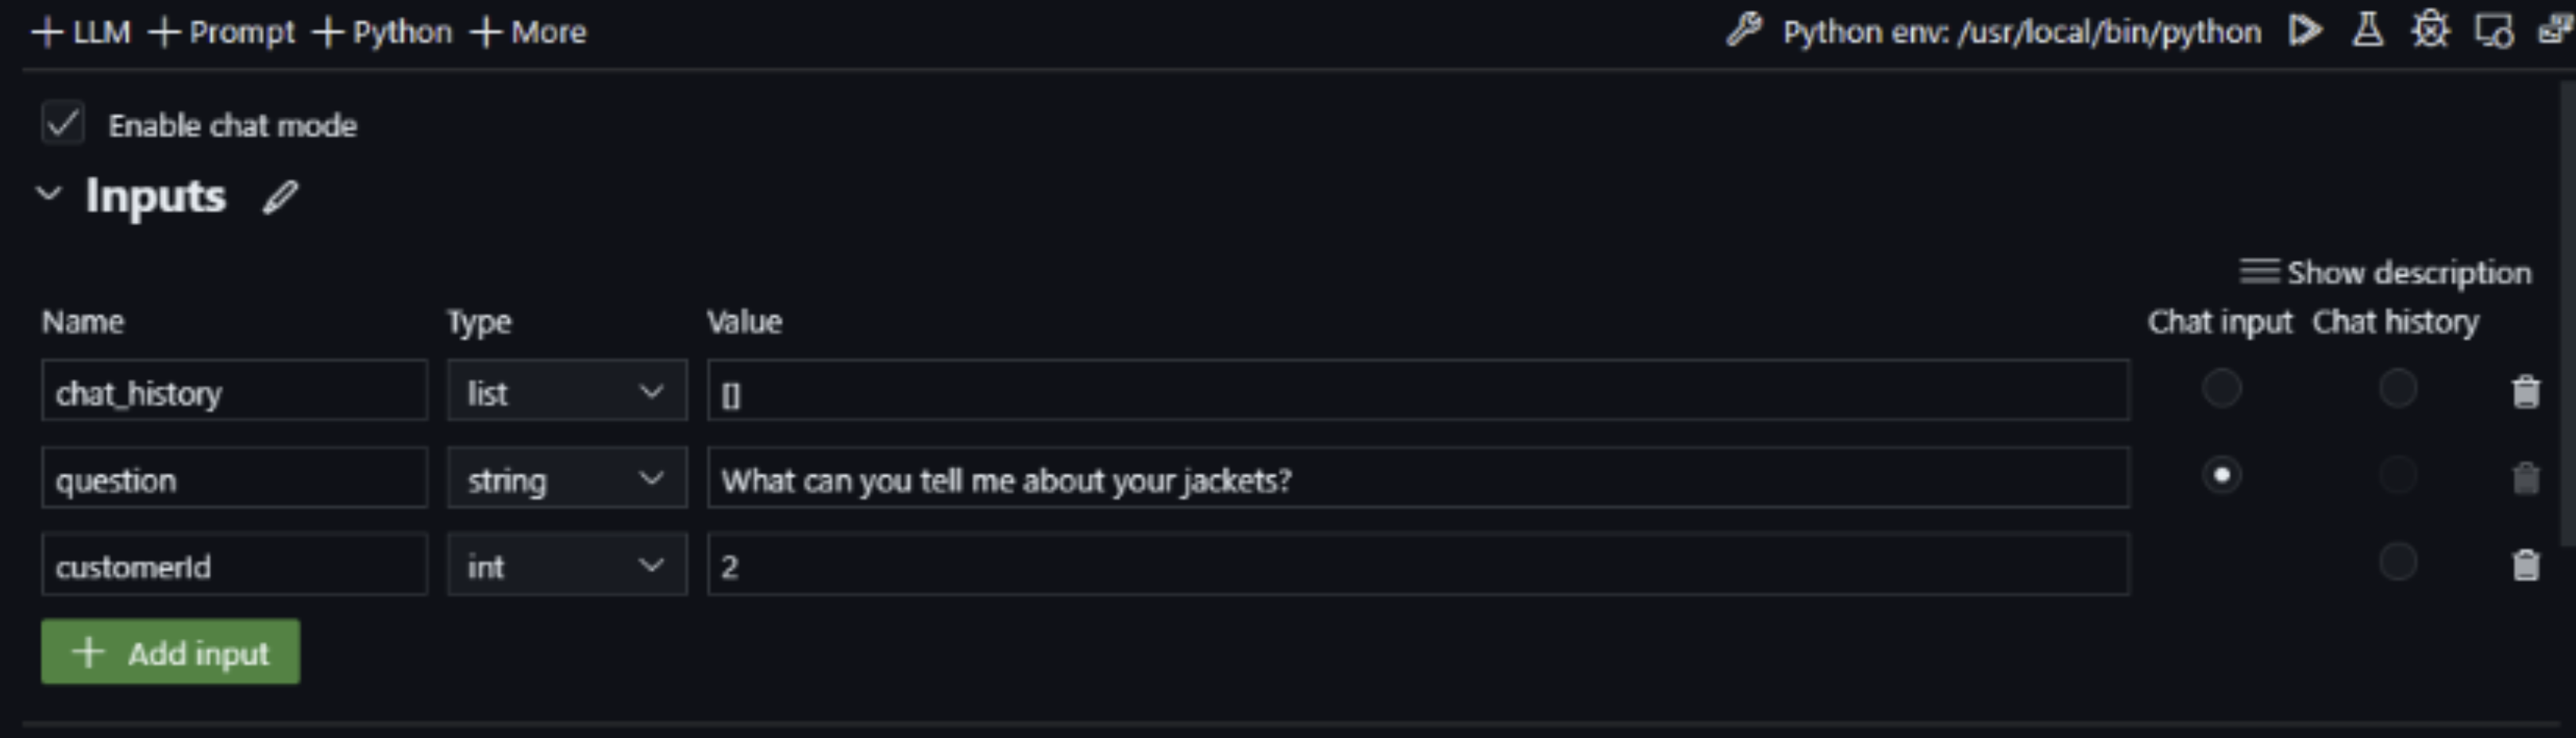 LLM Prompt Python More Python env: /usr/local/bin/python
Enable chat mode
Inputs
Show description
Name Type Value Chat input Chat history
chat_history list []
question string What can you tell me about your jackets?
customerId int 2
Add input